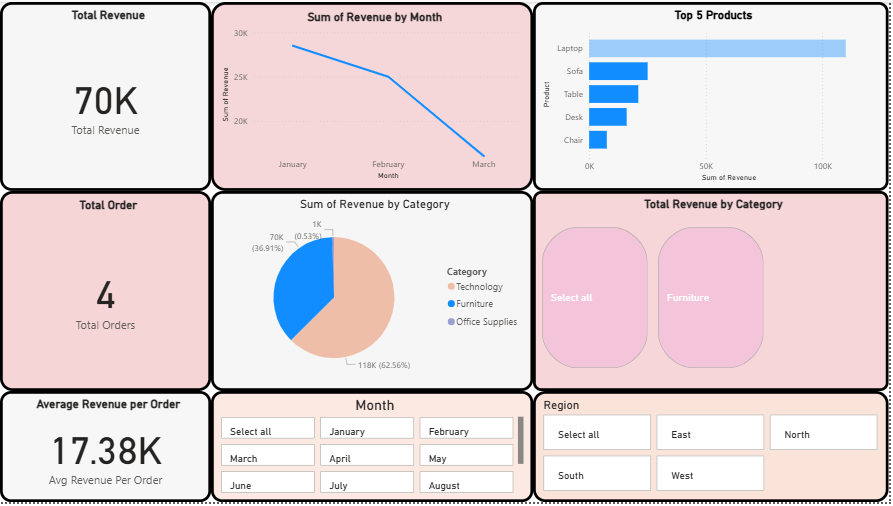 Total Revenue
70K
Total Revenue
Sum of Revenue by Month
Sum of Revenue
30K
25K
20K
January
February
March
Month
Top 5 Products
Product
Laptop
Sofa
Table
Desk
Chair
0K
50K
100K
Sum of Revenue
Total Order
4
Total Orders
Sum of Revenue by Category
1K
(0.53%)
70K
(36.91%)
118K (62.56%)
Category
Technology
Furniture
Office Supplies
Total Revenue by Category
Select all
Furniture
Average Revenue per Order
17.38K
Avg Revenue Per Order
Month
Select all
January
February
March
April
May
June
July
August
Region
Select all
East
North
South
West